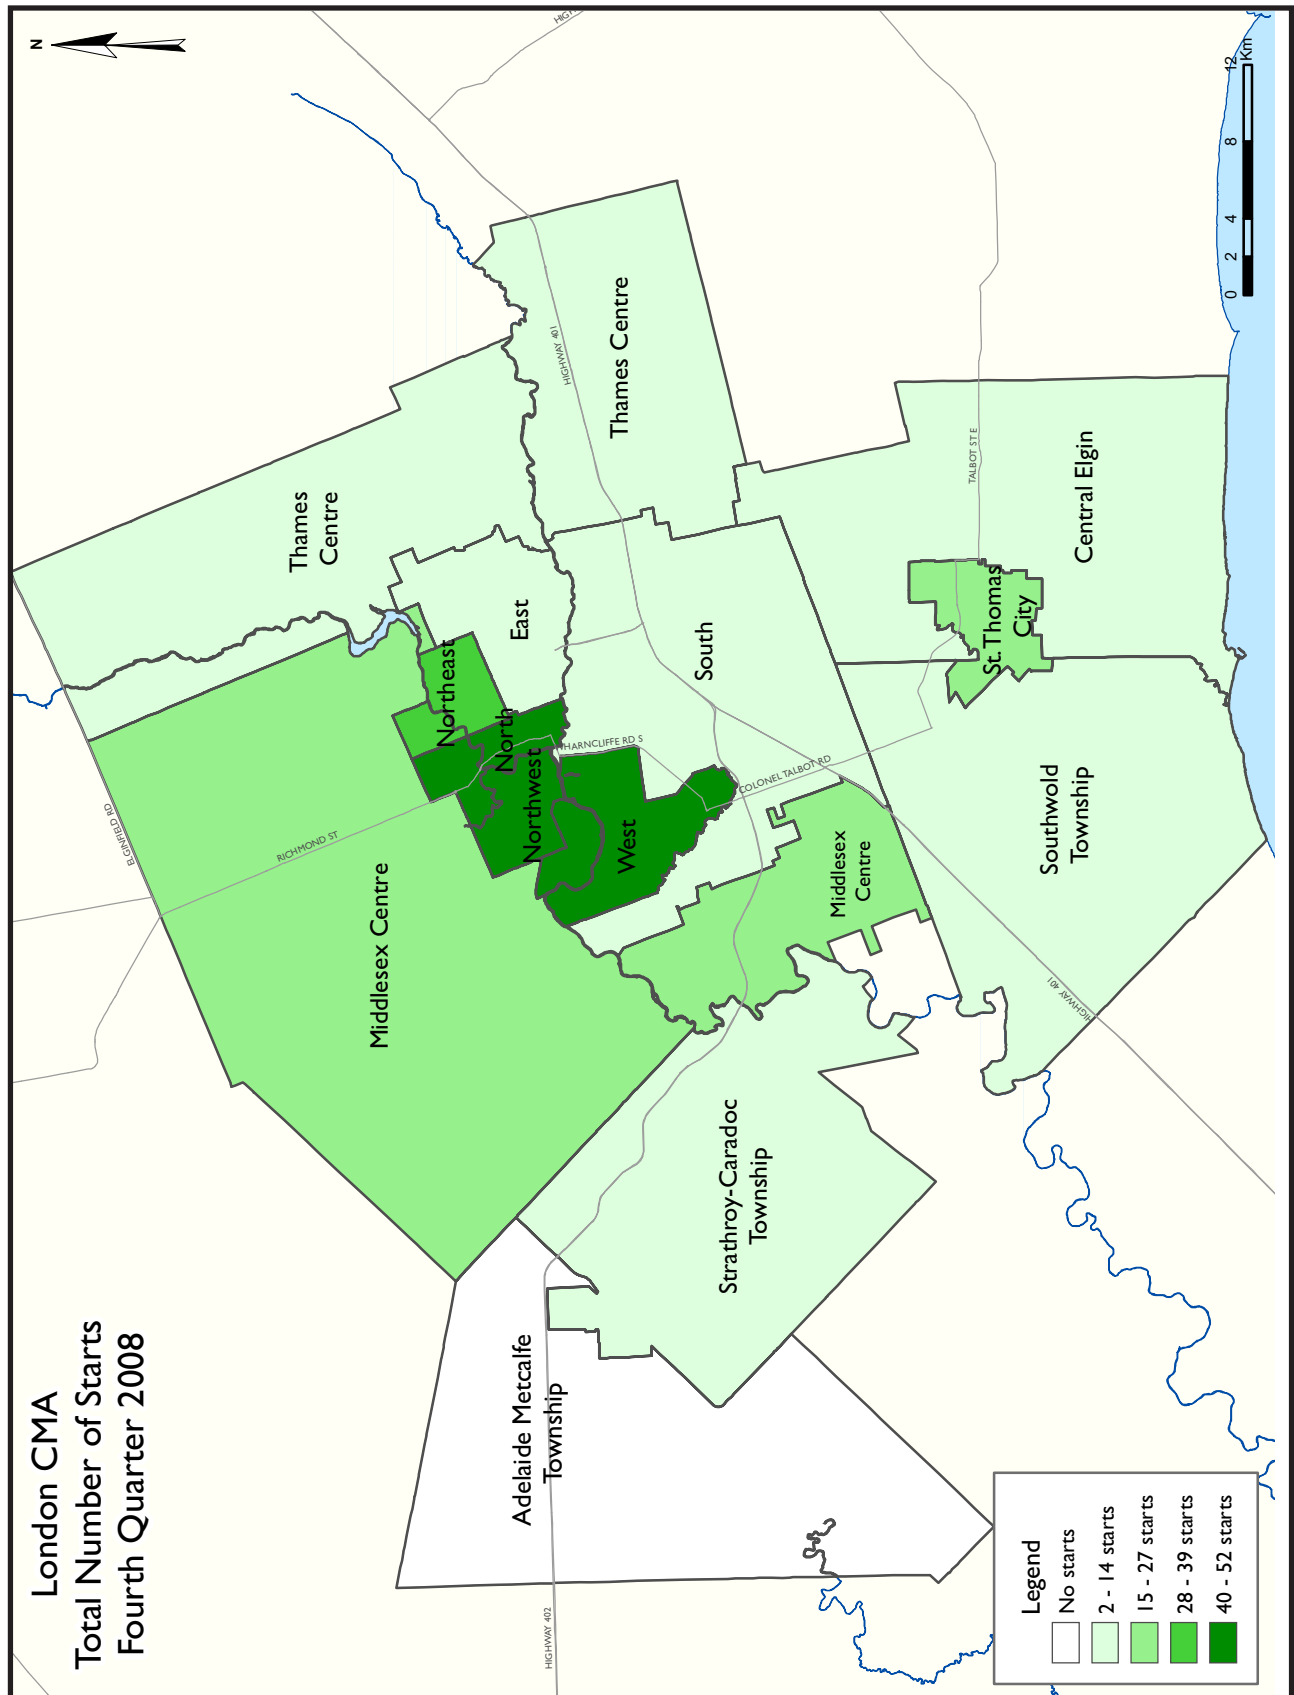 London CMA
Total Number of Starts
Fourth Quarter 2008
N
ELGINFIELD RD
RICHMOND ST
Middlesex Centre
Thames
Centre
Northeast
North
Northwest
East
West
WHARNCLIFFE RD S
HIGHWAY 401
Thames Centre
South
COLONEL TALBOT RD
Middlesex
Centre
Adelaide Metcalfe
Township
HIGHWAY 402
Strathroy-Caradoc
Township
TALBOT ST E
St. Thomas
City
Central Elgin
Southwold
Township
HIGHWAY 401
Legend
No starts
2 - 14 starts
15 - 27 starts
28 - 39 starts
40 - 52 starts
0 2 4 8 12
Km